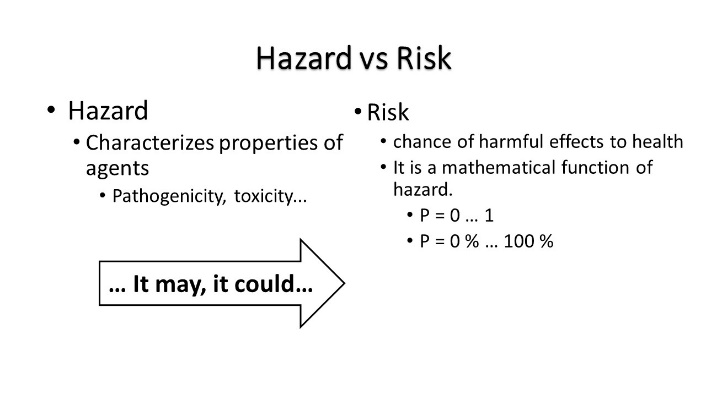 Hazard vs Risk
• Hazard
• Characterizes properties of
agents
• Pathogenicity, toxicity...
... It may, it could...
• Risk
• chance of harmful effects to health
• It is a mathematical function of
hazard.
• P = 0 ... 1
• P = 0 % ... 100 %